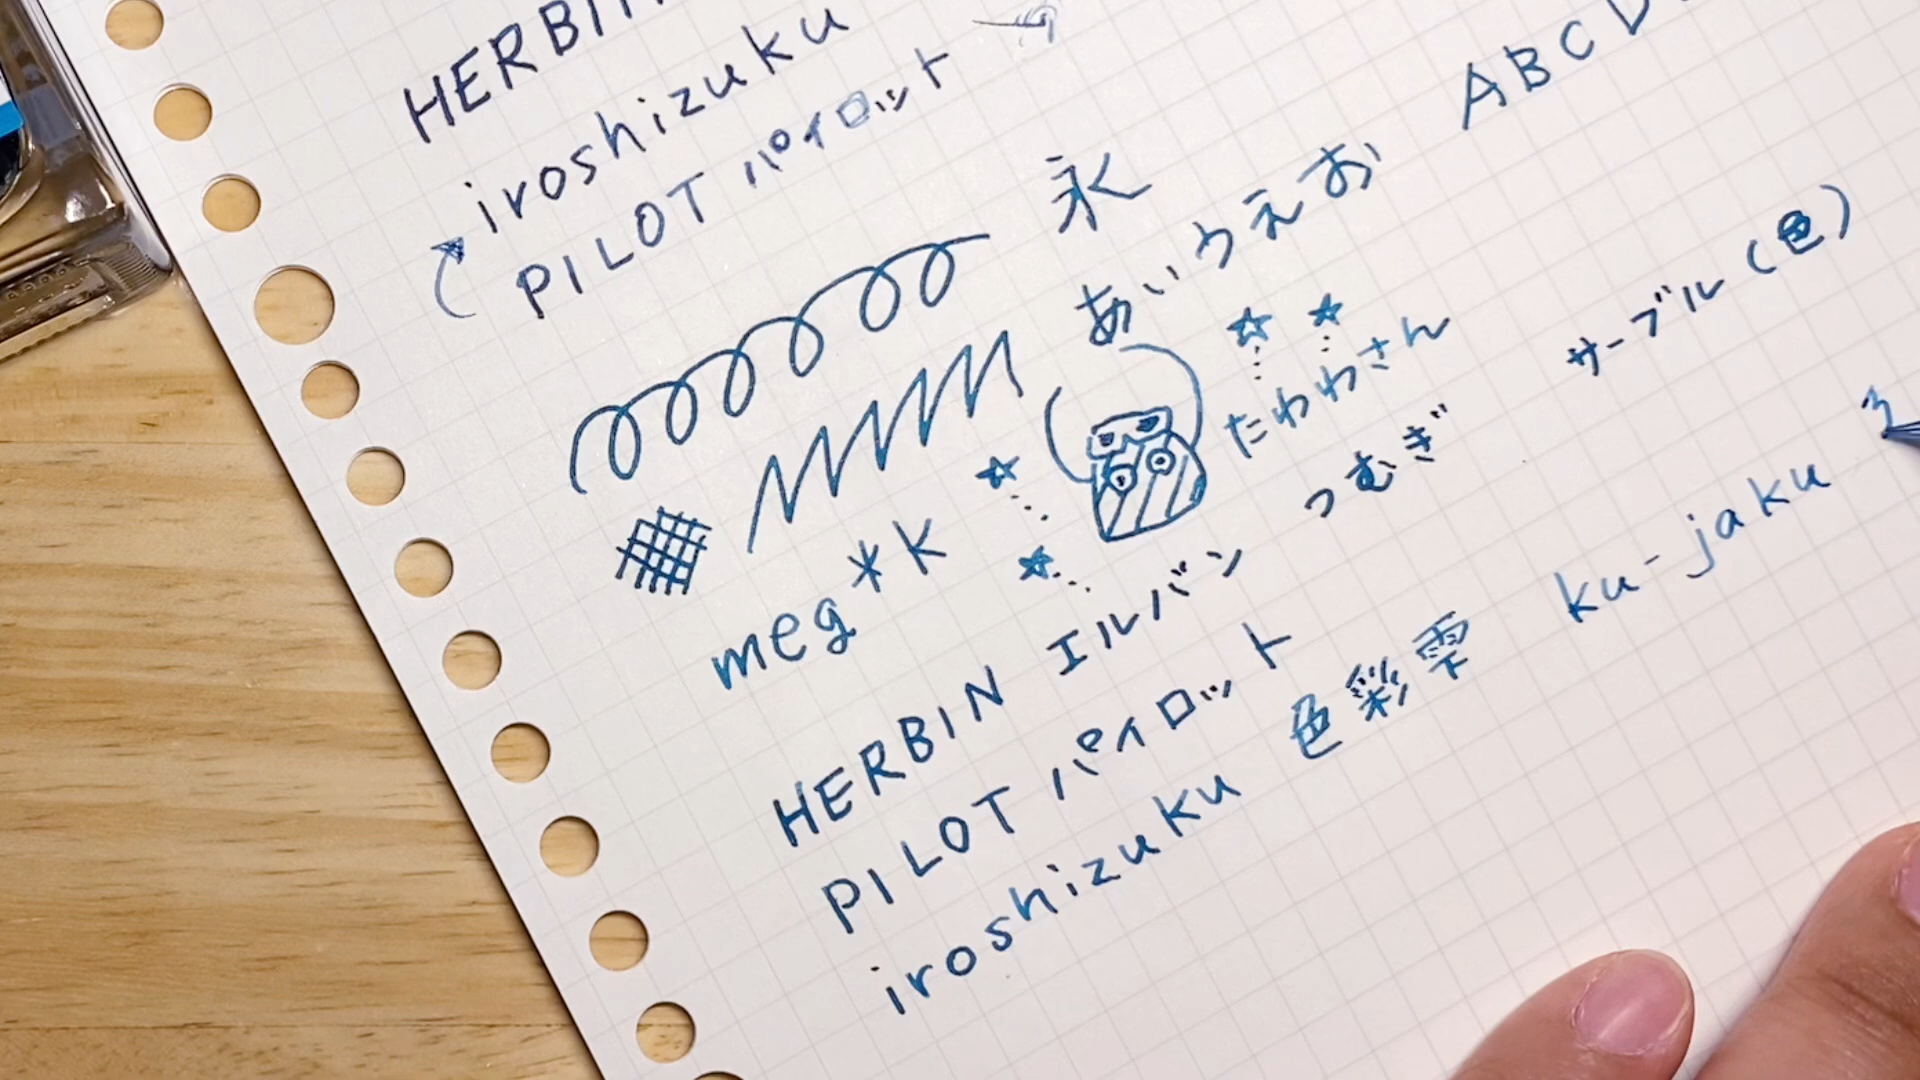 HERBIN
iroshizuku
PILOT パイロット
永
あいうえお
ABCD
たわわさん
サーブル(色)
meg*K
つむぎ
HERBIN エルバン
PILOT パイロット
iroshizuku 色彩雫 ku-jaku